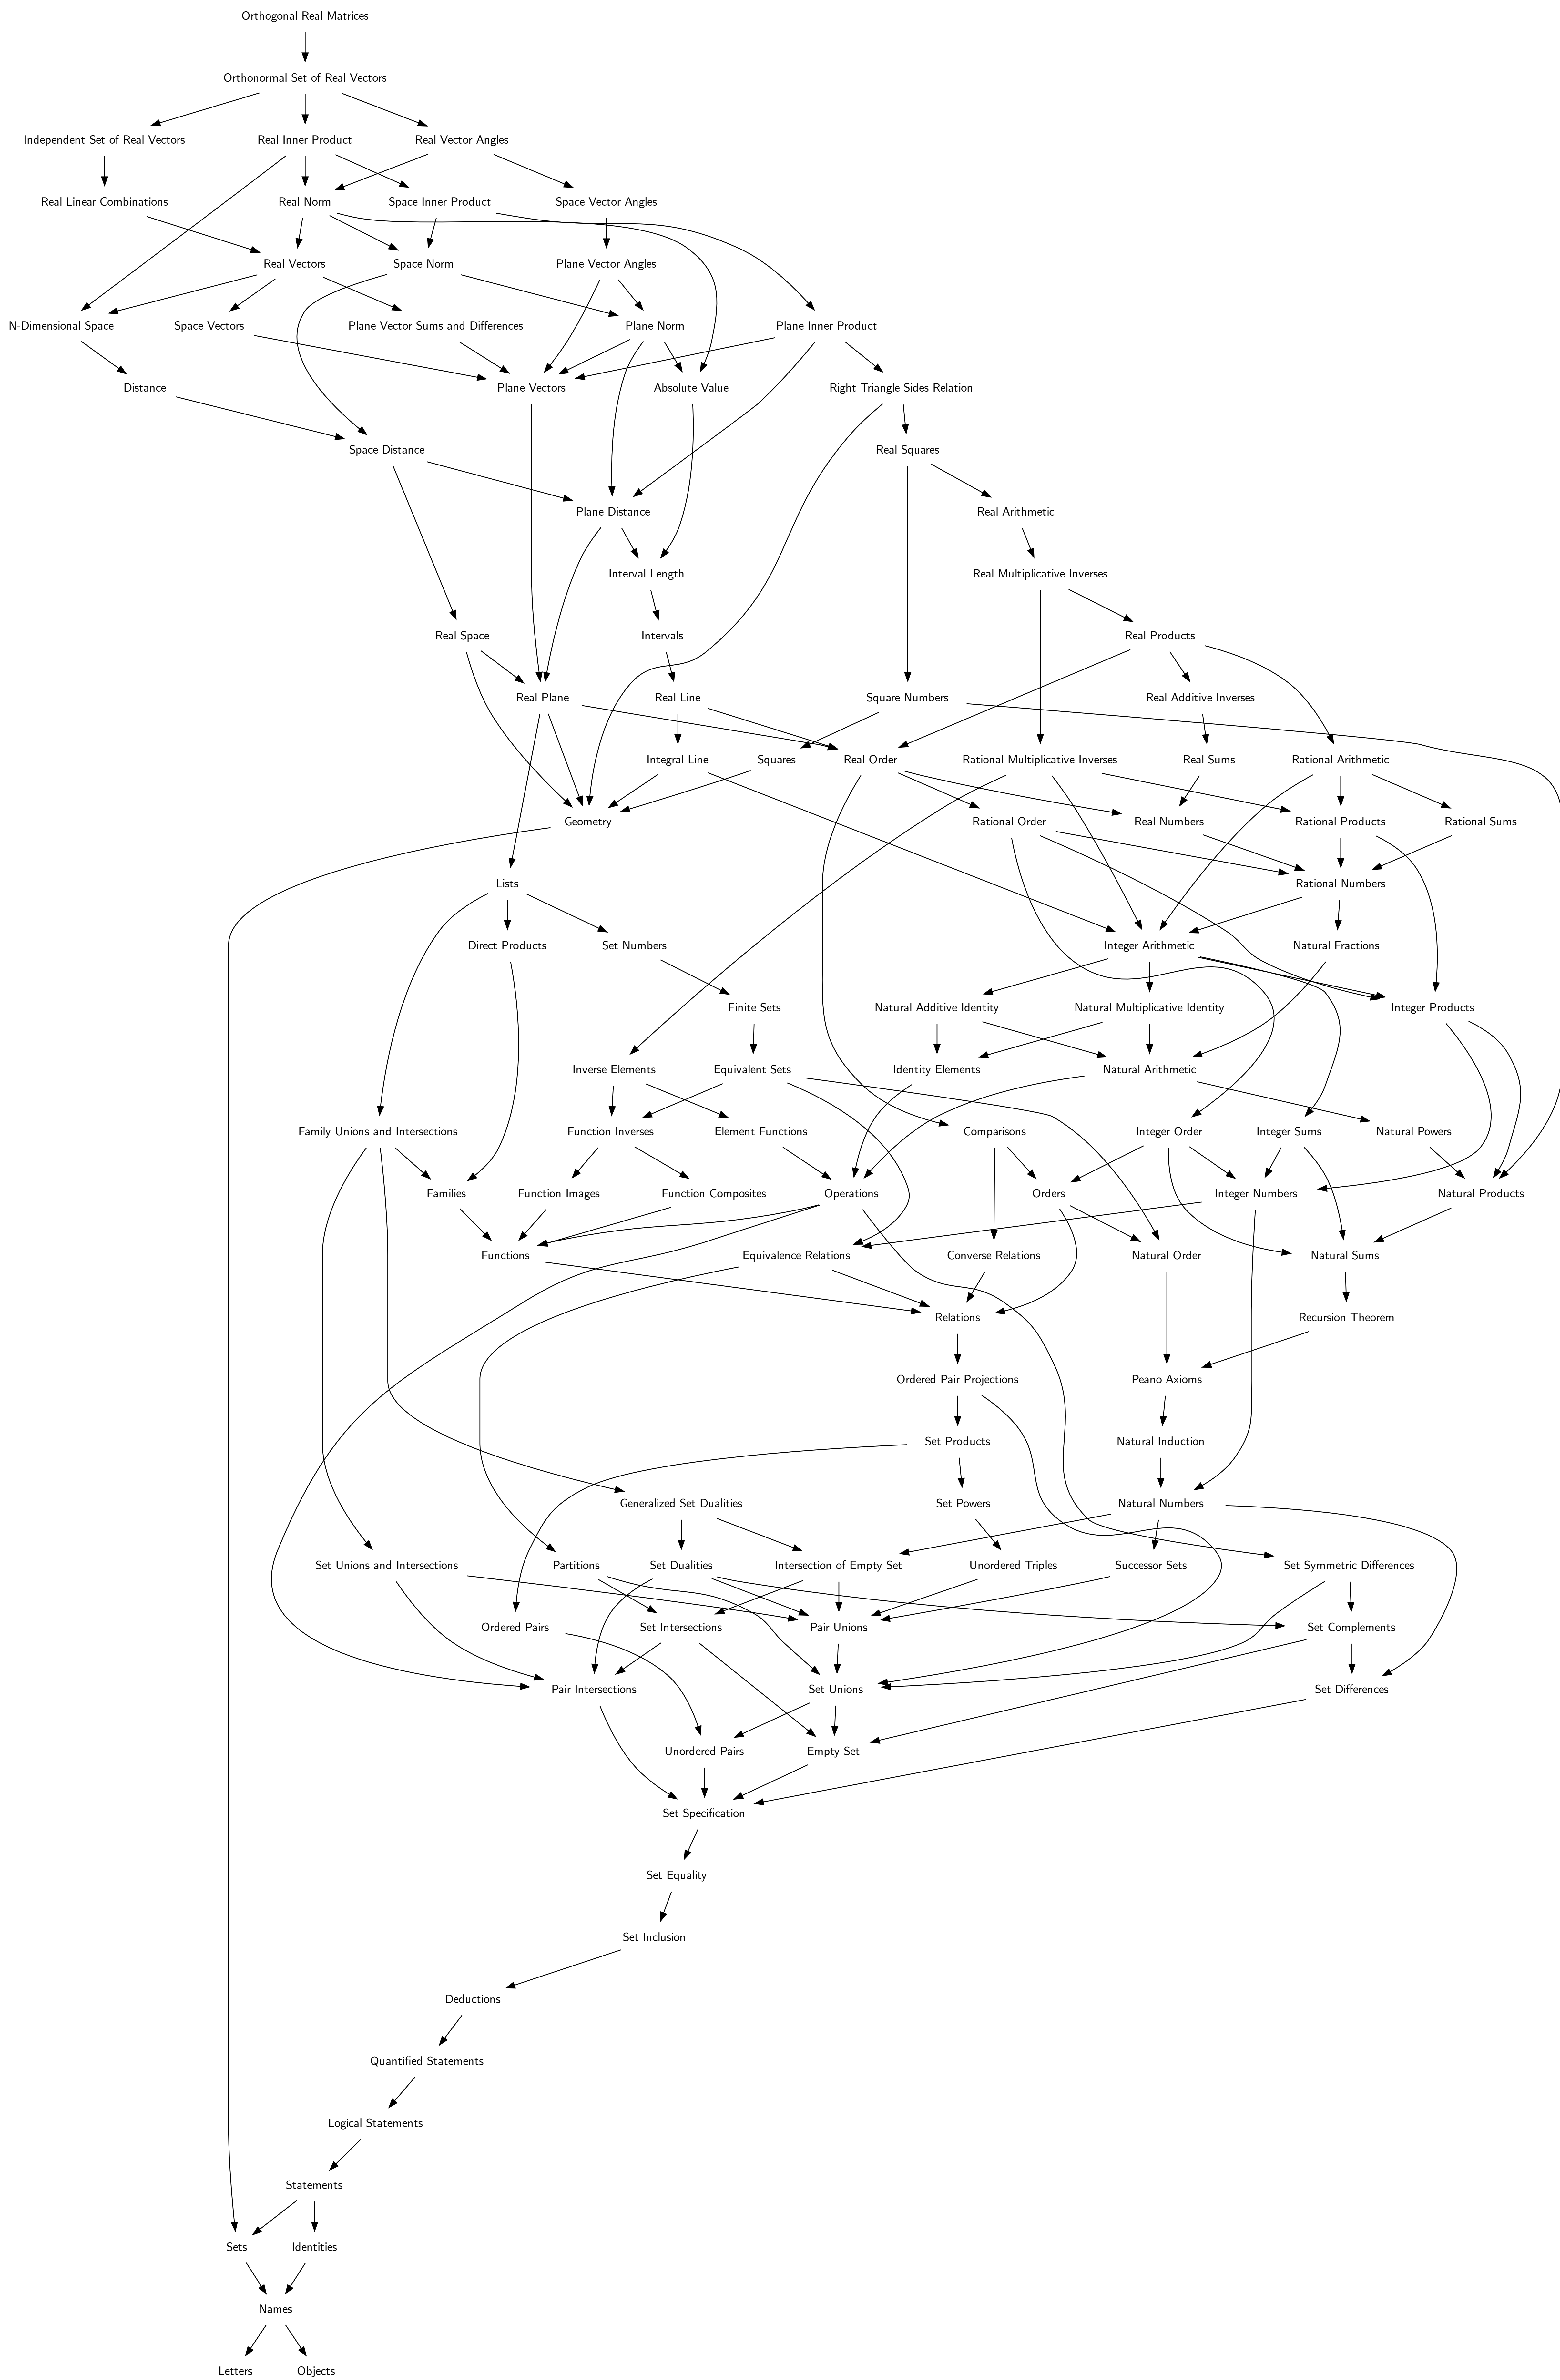 Orthogonal Real Matrices
Orthonormal Set of Real Vectors
Independent Set of Real Vectors
Real Inner Product
Real Vector Angles
Real Linear Combinations
Real Norm
Space Inner Product
Space Vector Angles
Real Vectors
Space Norm
Plane Vector Angles
N-Dimensional Space
Space Vectors
Plane Vector Sums and Differences
Plane Norm
Plane Inner Product
Distance
Plane Vectors
Absolute Value
Right Triangle Sides Relation
Space Distance
Real Squares
Plane Distance
Real Arithmetic
Interval Length
Real Multiplicative Inverses
Real Space
Intervals
Real Products
Real Plane
Real Line
Square Numbers
Real Additive Inverses
Integral Line
Squares
Real Order
Rational Multiplicative Inverses
Real Sums
Rational Arithmetic
Geometry
Rational Order
Real Numbers
Rational Products
Rational Sums
Lists
Rational Numbers
Direct Products
Set Numbers
Integer Arithmetic
Natural Fractions
Finite Sets
Natural Additive Identity
Natural Multiplicative Identity
Integer Products
Inverse Elements
Equivalent Sets
Identity Elements
Natural Arithmetic
Family Unions and Intersections
Function Inverses
Element Functions
Comparisons
Integer Order
Integer Sums
Natural Powers
Families
Function Images
Function Composites
Operations
Orders
Integer Numbers
Natural Products
Functions
Equivalence Relations
Converse Relations
Natural Order
Natural Sums
Relations
Recursion Theorem
Ordered Pair Projections
Peano Axioms
Set Products
Natural Induction
Generalized Set Dualities
Set Powers
Natural Numbers
Set Unions and Intersections
Partitions
Set Dualities
Intersection of Empty Set
Unordered Triples
Successor Sets
Set Symmetric Differences
Ordered Pairs
Set Intersections
Pair Unions
Set Complements
Pair Intersections
Set Unions
Set Differences
Unordered Pairs
Empty Set
Set Specification
Set Equality
Set Inclusion
Deductions
Quantified Statements
Logical Statements
Statements
Sets
Identities
Names
Letters
Objects